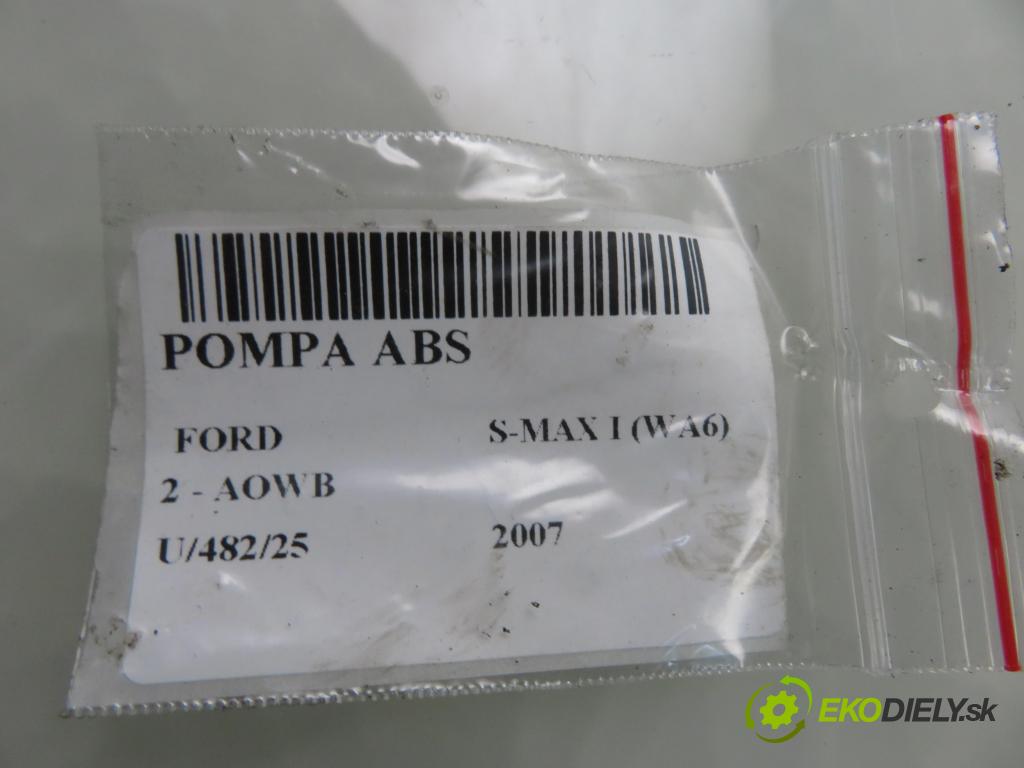 POMPA ABS
FORD S-MAX I (WA6)
2 - AOWB
U/482/25 2007
EKODIELY.sk